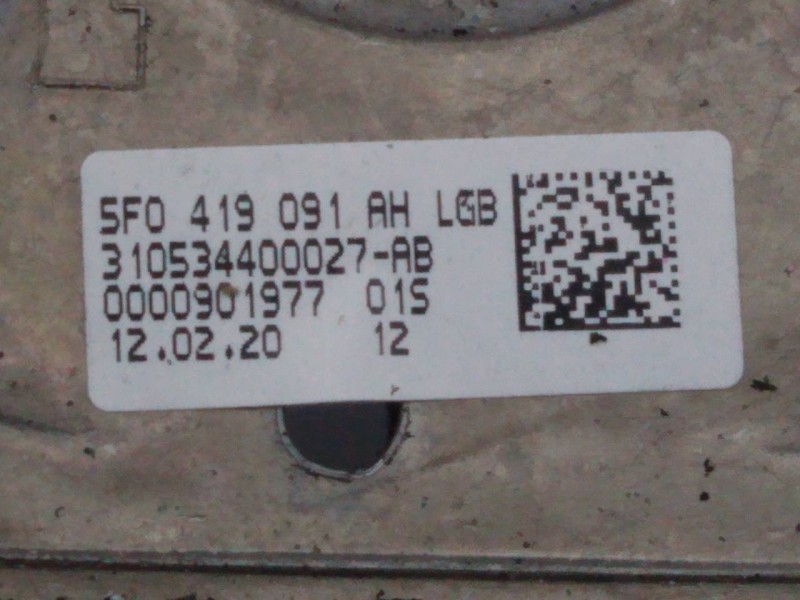 5F0 419 091 AH LGB
310534400027-AB
0000901977 01S
12.02.20 12